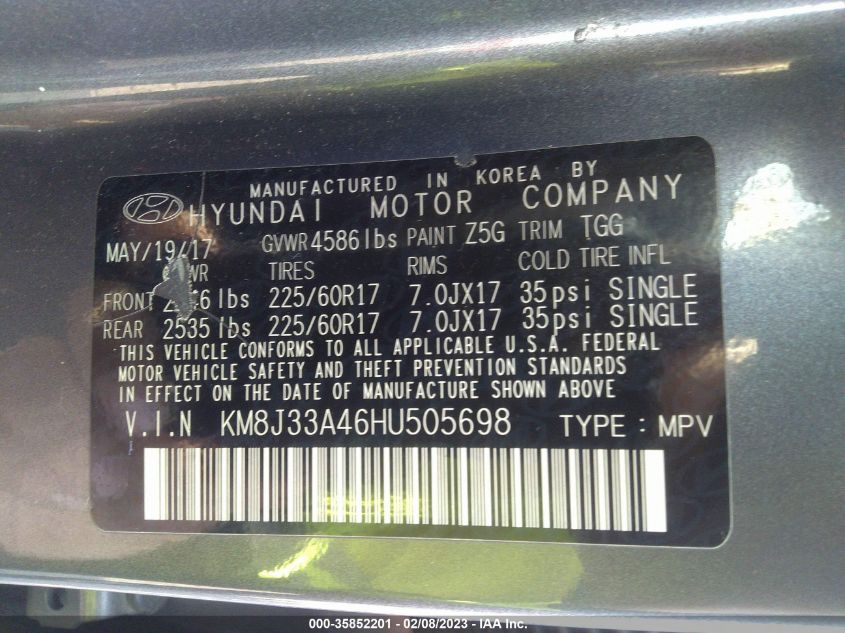 MANUFACTURED IN KOREA BY
HYUNDAI MOTOR COMPANY
MAY/19/17 GVWR 4586 lbs PAINT Z5G TRIM TGG
TIRES RIMS COLD TIRE INFL
FRONT lbs 225/60R17 7.0JX17 35psi SINGLE
REAR 2535 lbs 225/60R17 7.0JX17 35psi SINGLE
THIS VEHICLE CONFORMS TO ALL APPLICABLE U.S.A. FEDERAL
MOTOR VEHICLE SAFETY AND THEFT PREVENTION STANDARDS
IN EFFECT ON THE DATE OF MANUFACTURE SHOWN ABOVE
V.I.N KM8J33A46HU505698 TYPE: MPV
000-35852201 - 02/08/2023 - IAA Inc.